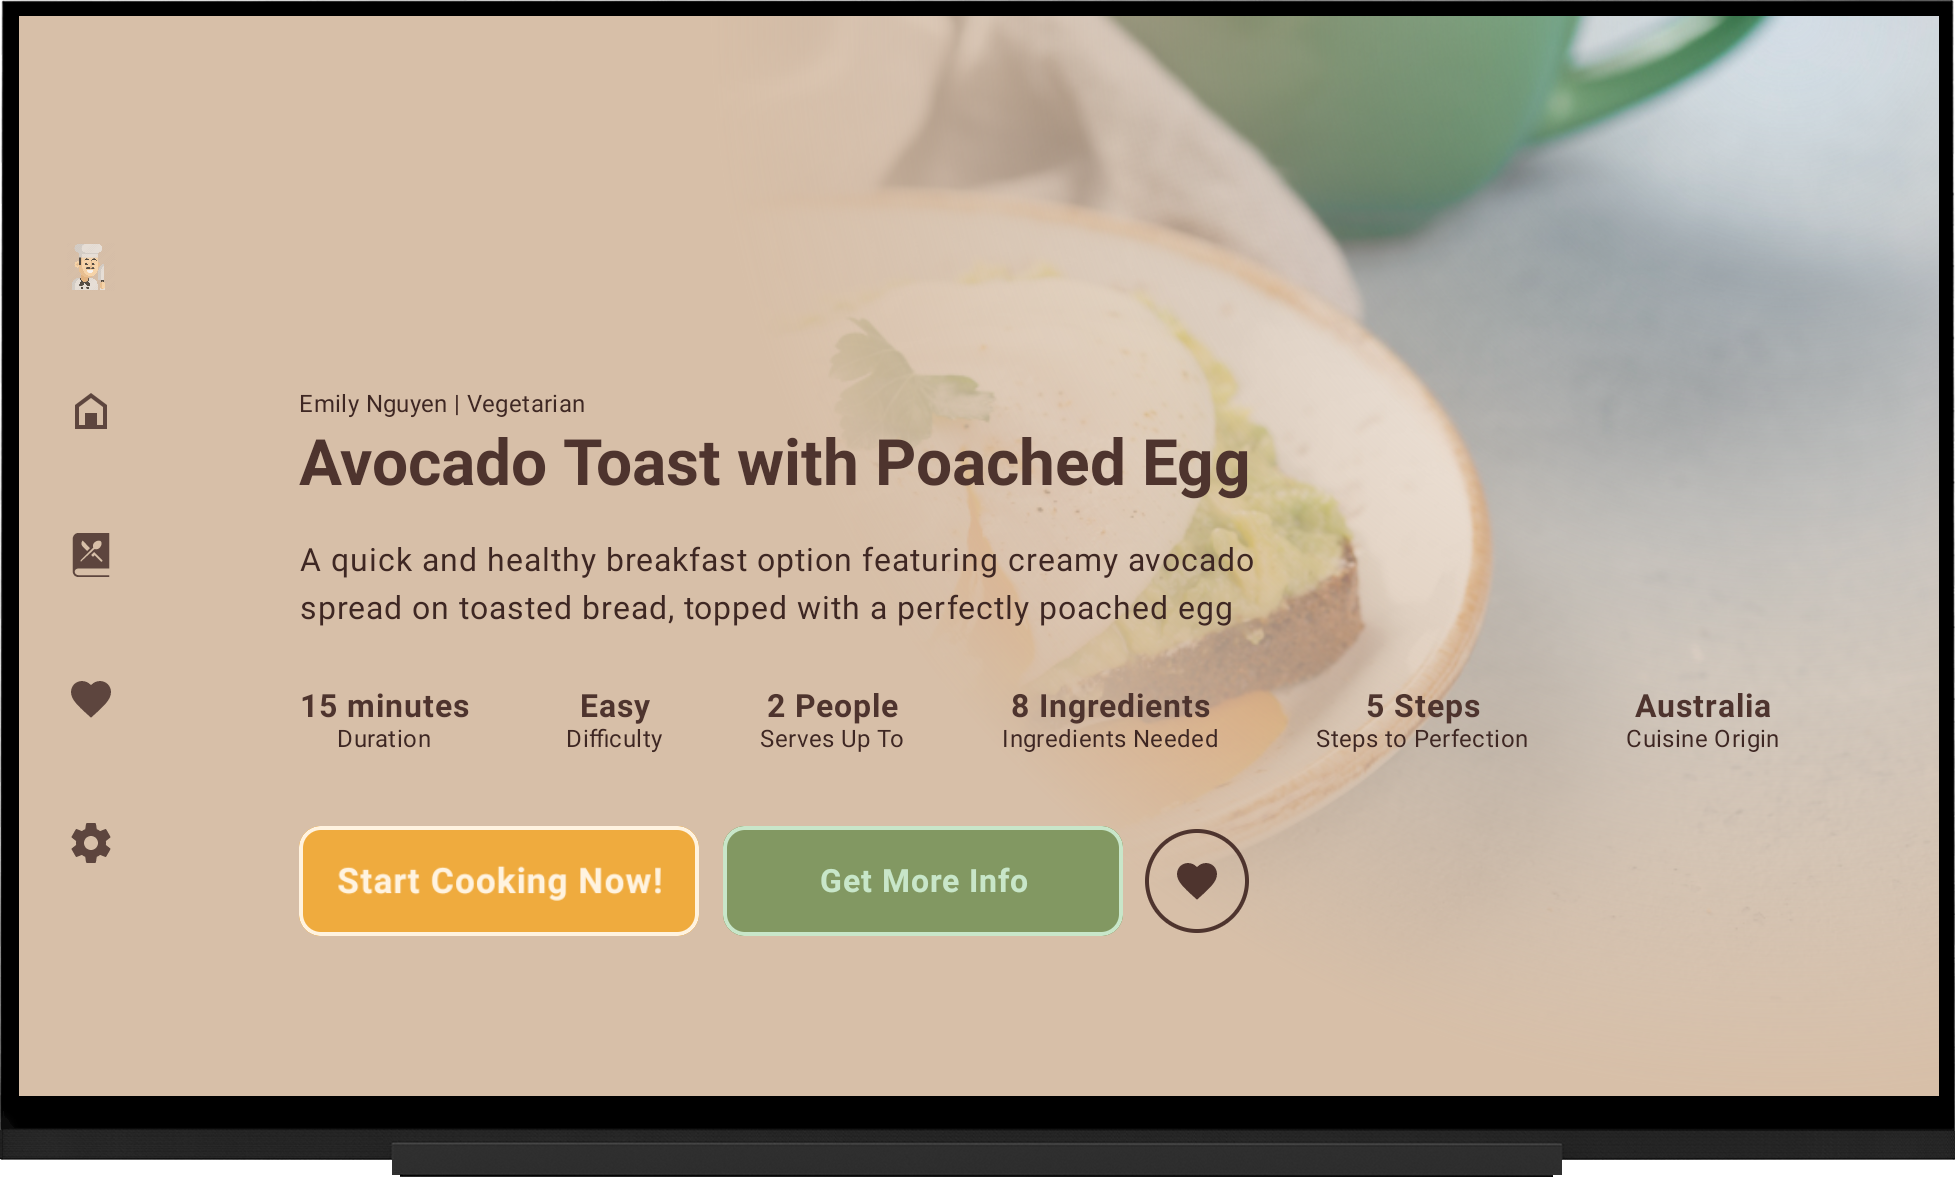 Emily Nguyen | Vegetarian
Avocado Toast with Poached Egg
A quick and healthy breakfast option featuring creamy avocado
spread on toasted bread, topped with a perfectly poached egg
15 minutes
Duration
Easy
Difficulty
2 People
Serves Up To
8 Ingredients
Ingredients Needed
5 Steps
Steps to Perfection
Australia
Cuisine Origin
Start Cooking Now!
Get More Info